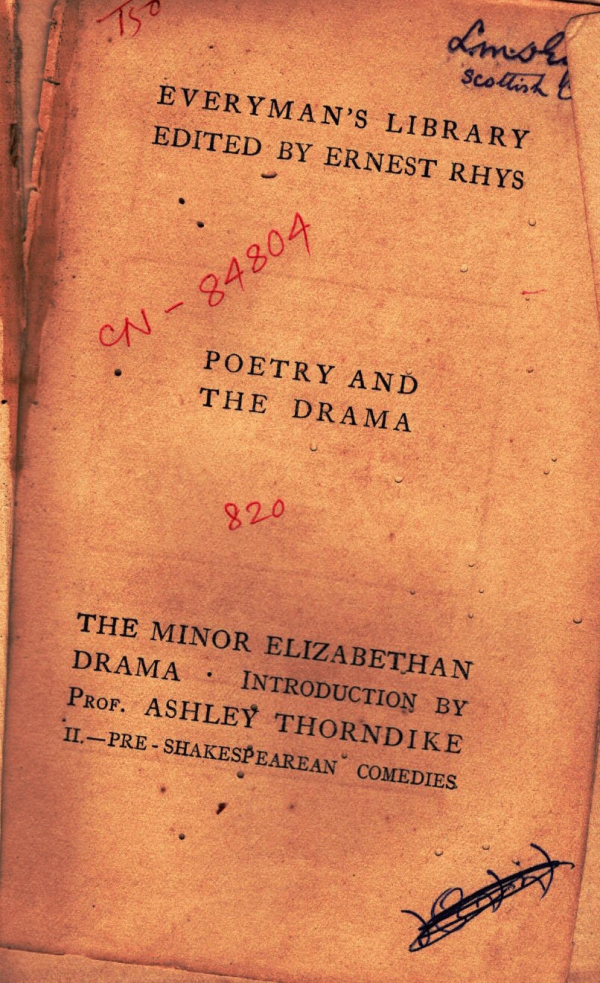 T50
Scottish
EVERYMAN'S LIBRARY
EDITED BY ERNEST RHYS
CN - 84804
POETRY AND
THE DRAMA
820
THE MINOR ELIZABETHAN
DRAMA · INTRODUCTION BY
PROF. ASHLEY THORNDIKE
II.—PRE-SHAKESPEAREAN COMEDIES